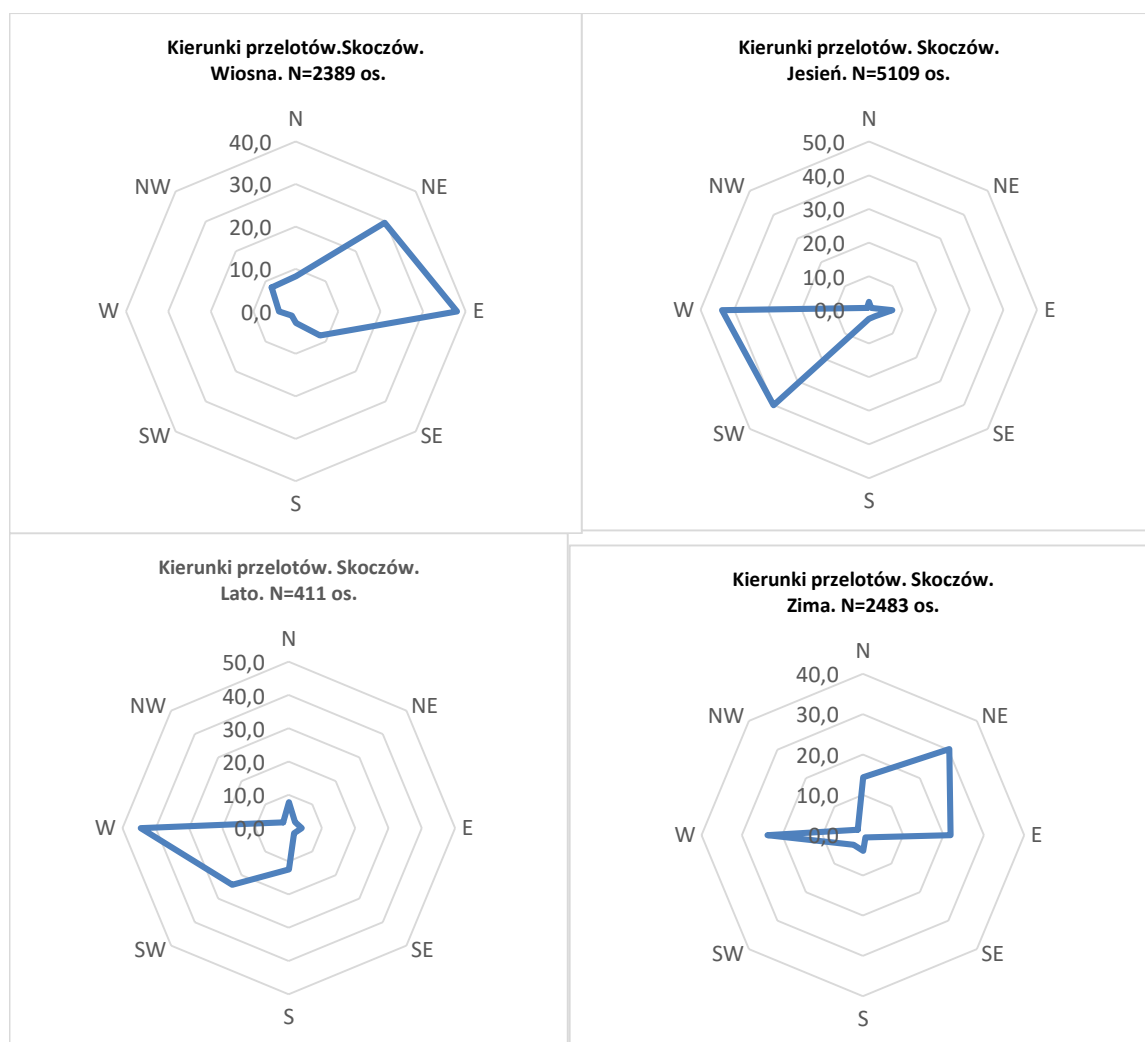 Kierunki przelotów.Skoczów.
Wiosna. N=2389 os.
N
40,0
NW
NE
30,0
20,0
10,0
W
0,0
E
SW
SE
S
Kierunki przelotów. Skoczów.
Jesień. N=5109 os.
N
50,0
NW
40,0
NE
30,0
20,0
10,0
W
0,0
E
SW
SE
S
Kierunki przelotów. Skoczów.
Lato. N=411 os.
N
50,0
NW
40,0
NE
30,0
20,0
10,0
W
0,0
E
SW
SE
S
Kierunki przelotów. Skoczów.
Zima. N=2483 os.
N
40,0
NW
30,0
NE
20,0
10,0
W
0,0
E
SW
SE
S